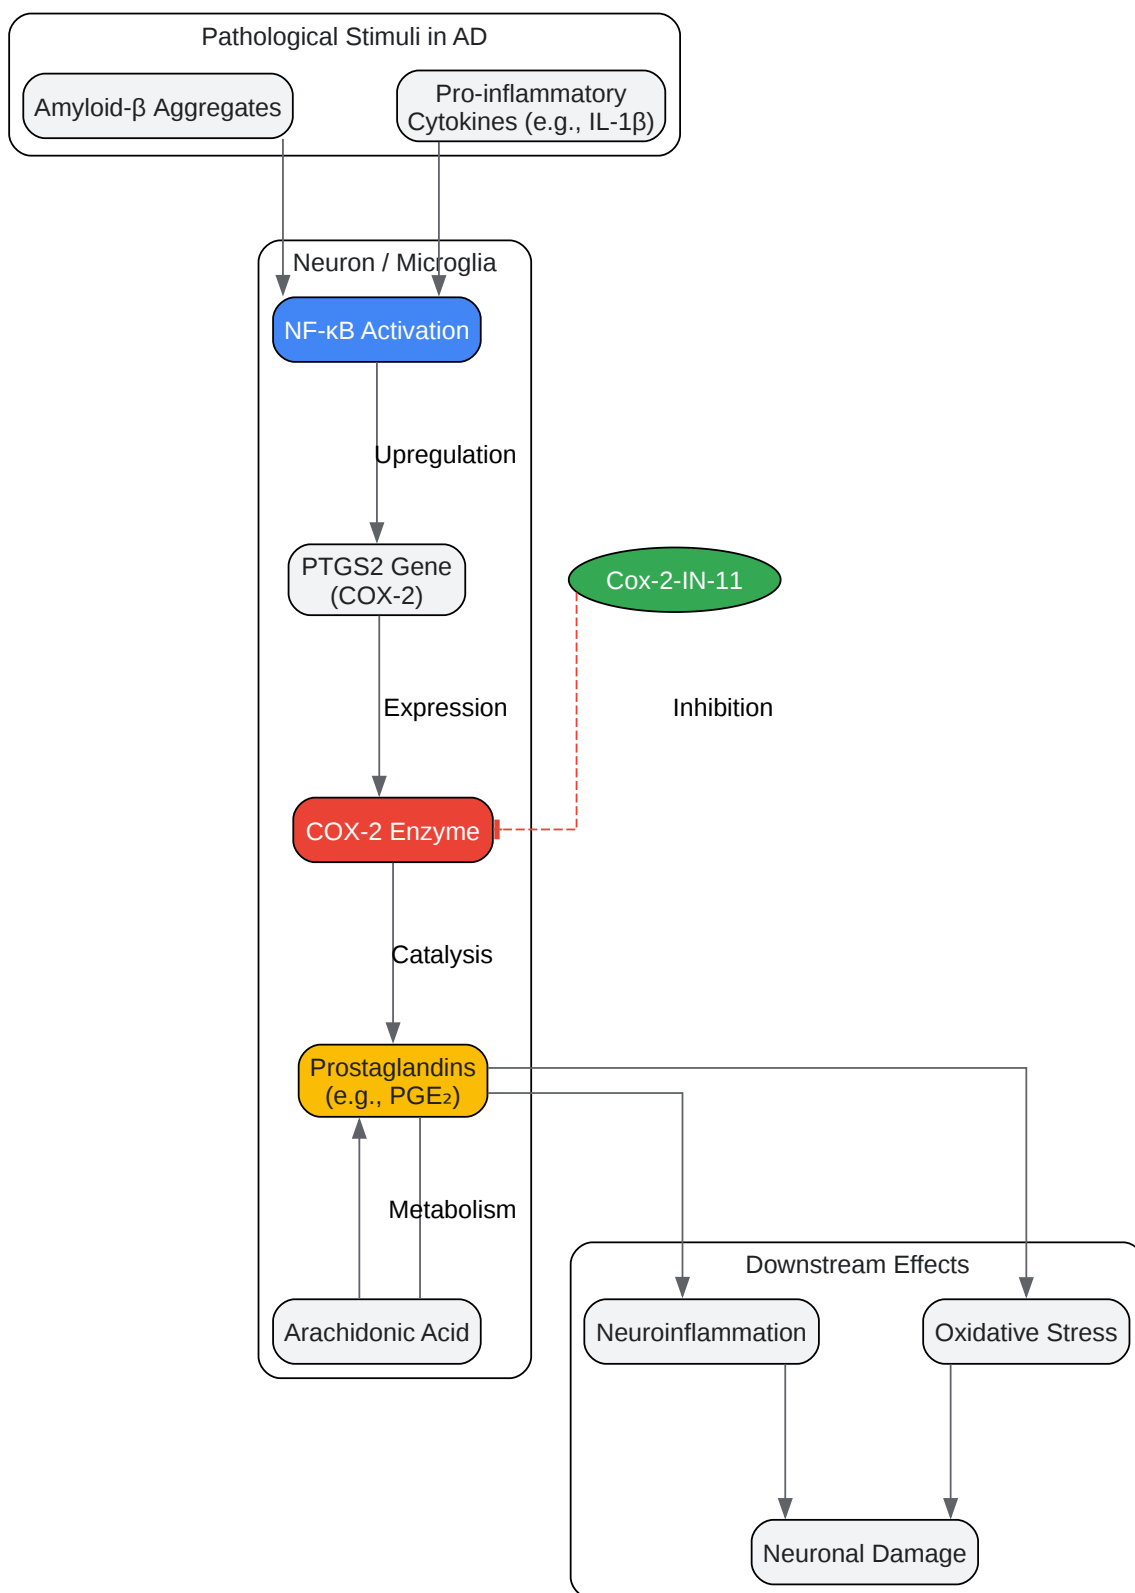 Pathological Stimuli in AD
Amyloid-β Aggregates
Pro-inflammatory
Cytokines (e.g., IL-1β)
Neuron / Microglia
NF-κB Activation
Upregulation
PTGS2 Gene
(COX-2)
Cox-2-IN-11
Expression
Inhibition
COX-2 Enzyme
Catalysis
Prostaglandins
(e.g., PGE₂)
Metabolism
Arachidonic Acid
Downstream Effects
Neuroinflammation
Oxidative Stress
Neuronal Damage